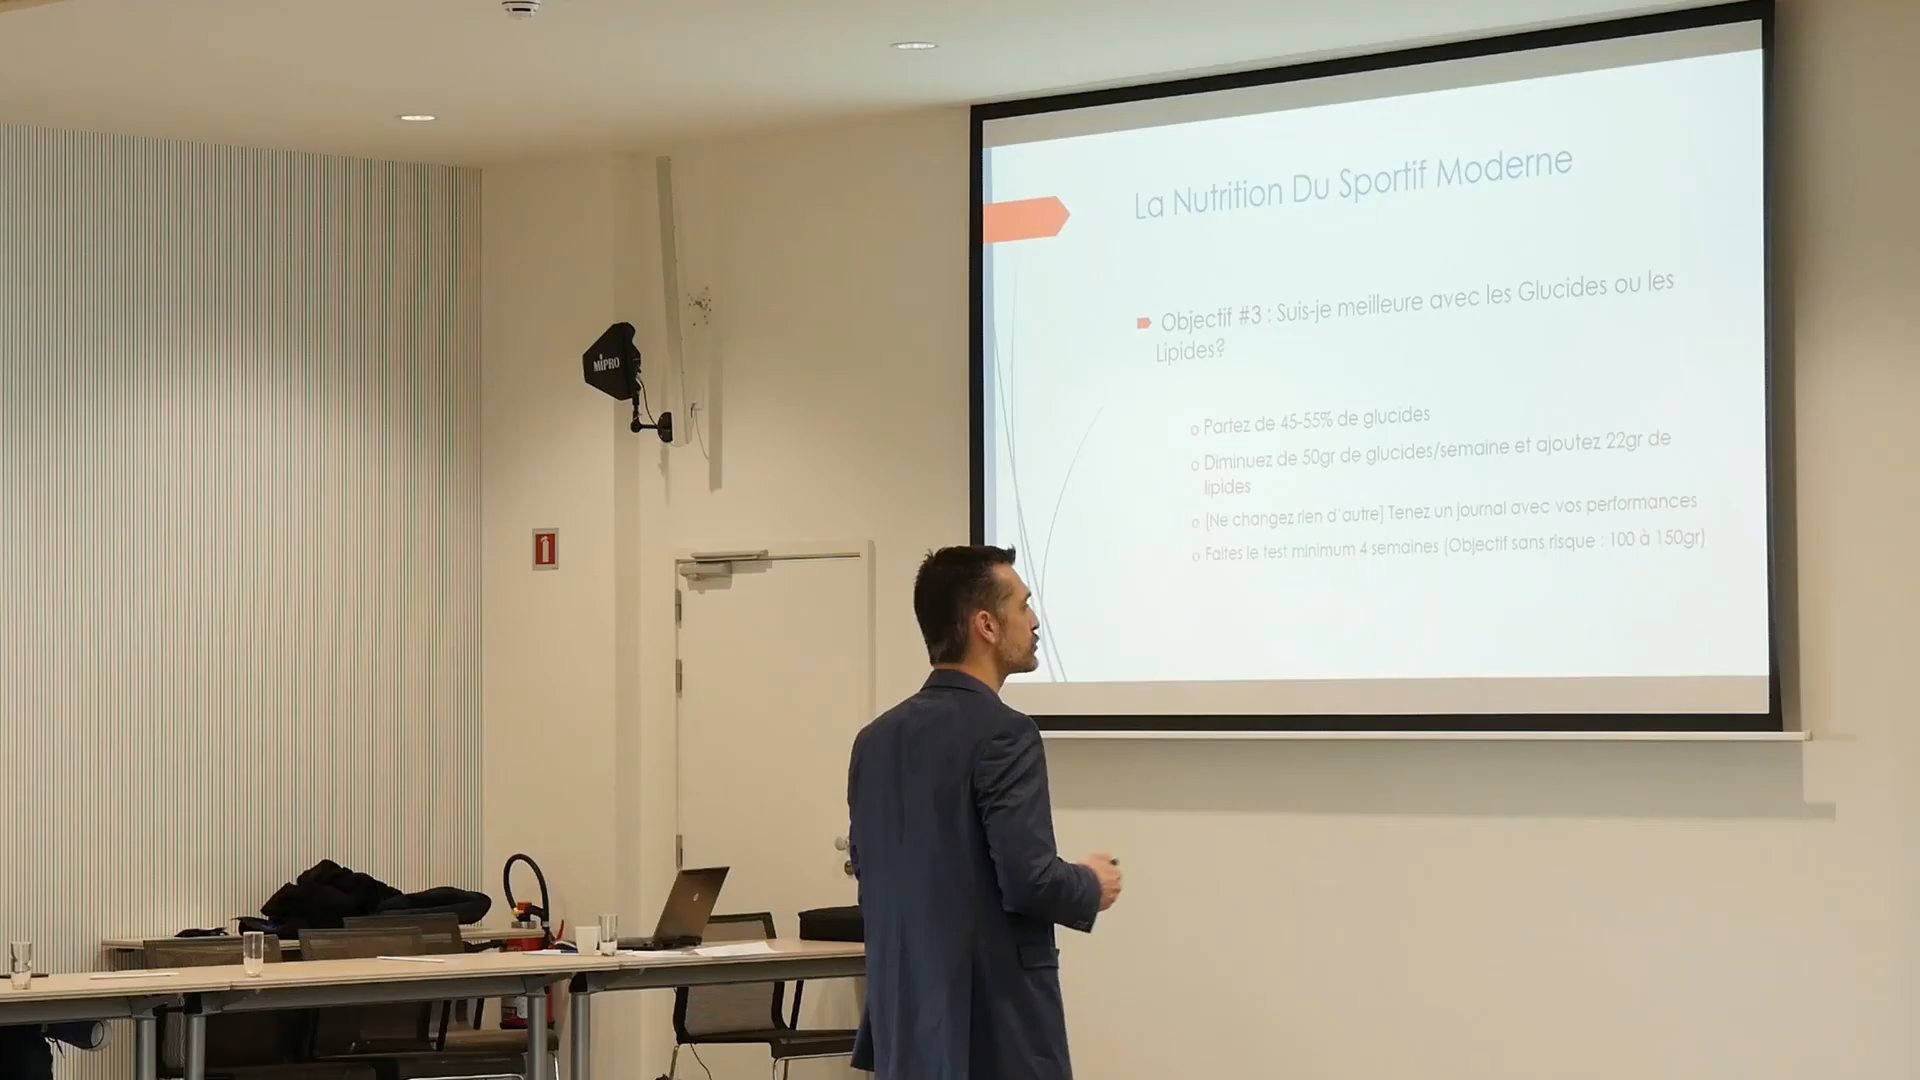 La Nutrition Du Sportif Moderne
Objectif #3 : Suis-je meilleure avec les Glucides ou les
Lipides?
o Partez de 45-55% de glucides
o Diminuez de 50gr de glucides/semaine et ajoutez 22gr de
lipides
o [Ne changez rien d'autre] Tenez un journal avec vos performances
o Faites le test minimum 4 semaines (Objectif sans risque : 100 à 150gr)
MIPRO